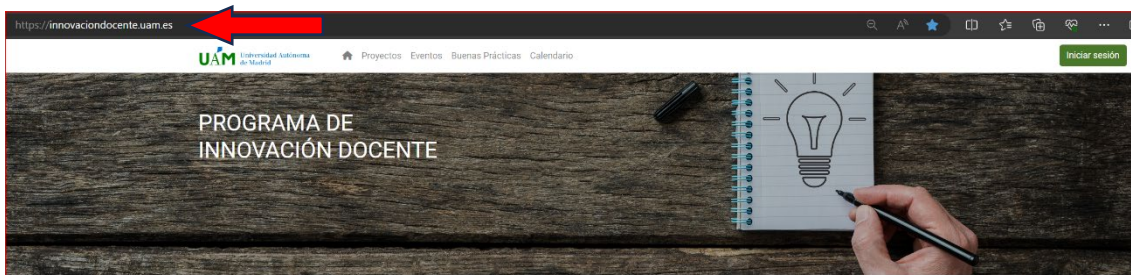 https://innovaciondocente.uam.es
UAM Universidad Autónoma
de Madrid
Proyectos Eventos Buenas Prácticas Calendario
Iniciar sesión
PROGRAMA DE
INNOVACIÓN DOCENTE